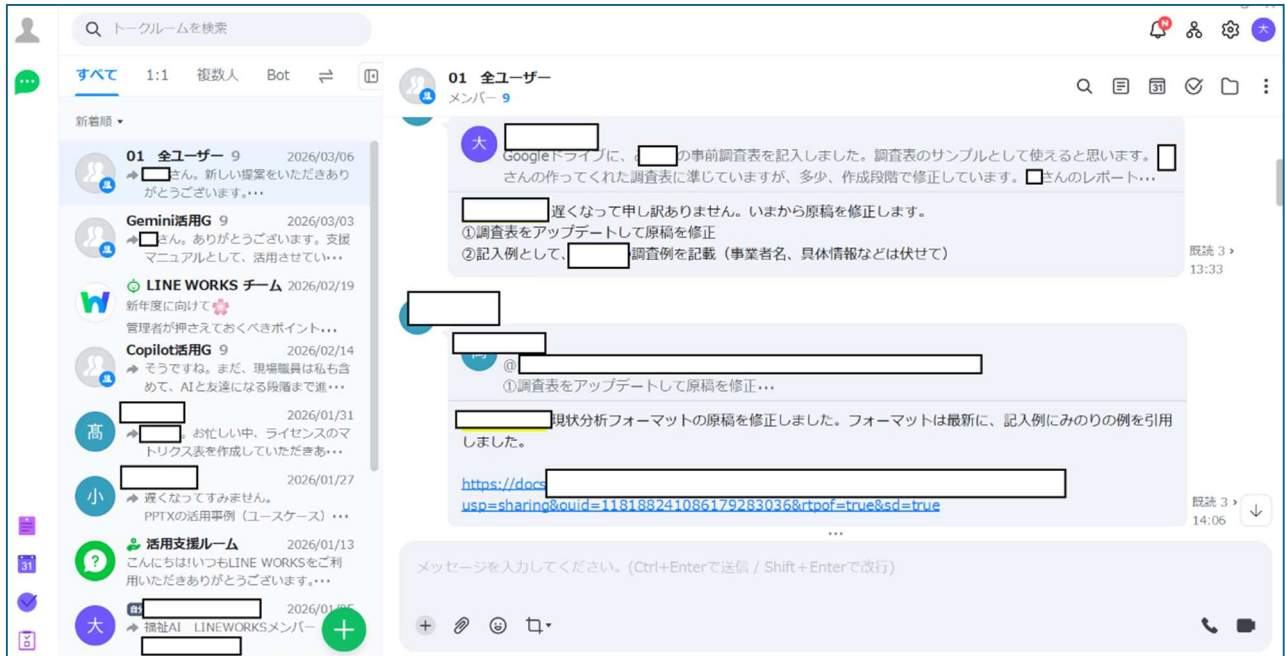 トークルームを検索
N
大
すべて 1:1 複数人 Bot
新着順
01 全ユーザー 9 2026/03/06
さん。新しい提案をいただきあり
がとうございます。…
Gemini活用G 9 2026/03/03
さん。ありがとうございます。支援
マニュアルとして、活用させてい…
LINE WORKS チーム 2026/02/19
新年度に向けて🌸
管理者が押さえておくべきポイント…
Copilot活用G 9 2026/02/14
そうですね。まだ、現場職員は私も含
めて、AIと友達になる段階まで進…
髙
2026/01/31
。お忙しい中、ライセンスのマ
トリクス表を作成していただきあ…
小
2026/01/27
遅くなってすみません。
PPTXの活用事例（ユースケース）…
活用支援ルーム 2026/01/13
こんにちは!いつもLINE WORKSをご利
用いただきありがとうございます。…
大
2026/01/
福祉AI LINEWORKSメンバー
31
01 全ユーザー
メンバー 9
31
大
Googleドライブに、の事前調査表を記入しました。調査表のサンプルとして使えると思います。
さんの作ってくれた調査表に準じていますが、多少、作成段階で修正しています。さんのレポート…
遅くなって申し訳ありません。いまから原稿を修正します。
①調査表をアップデートして原稿を修正
②記入例として、調査例を記載（事業者名、具体情報などは伏せて）
既読 3
13:33
@
①調査表をアップデートして原稿を修正…
現状分析フォーマットの原稿を修正しました。フォーマットは最新に、記入例にみのりの例を引用
しました。
https://docs
usp=sharing&ouid=118188241086179283036&rtpof=true&sd=true
既読 3
14:06
メッセージを入力してください。(Ctrl+Enterで送信 / Shift+Enterで改行)